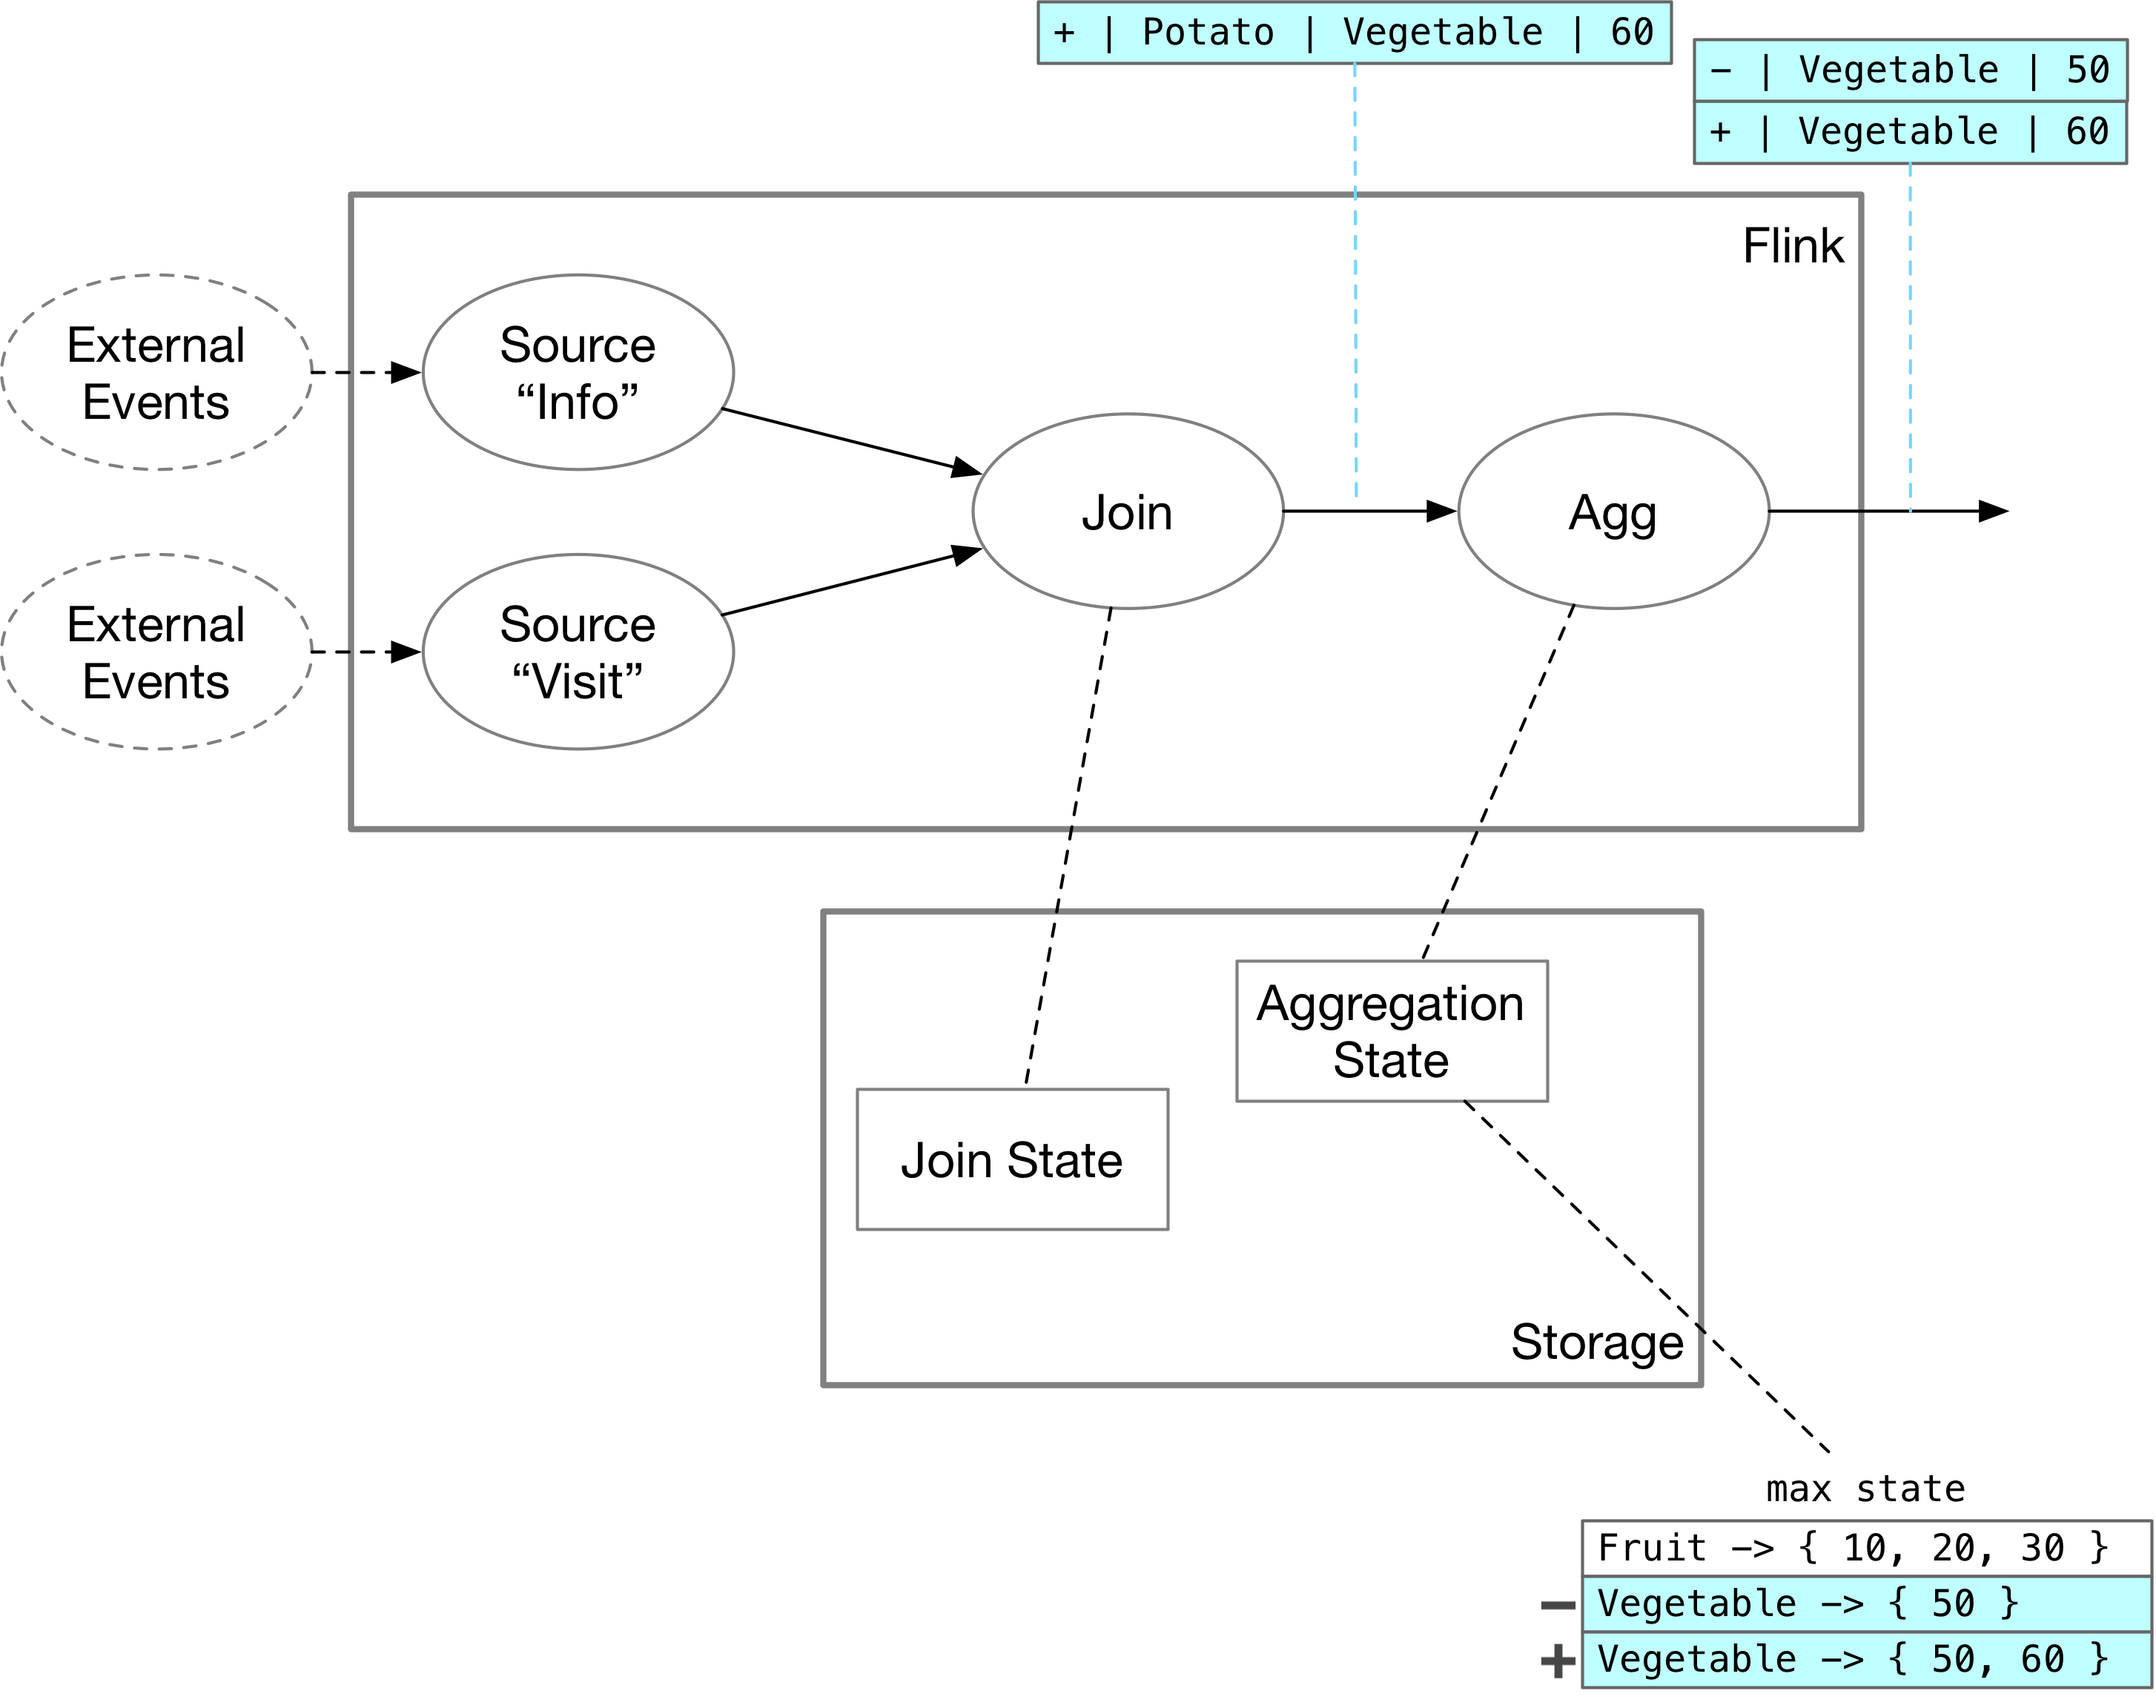 + | Potato | Vegetable | 60
− | Vegetable | 50
+ | Vegetable | 60
Flink
External
Events
Source
“Info”
Join
Agg
External
Events
Source
“Visit”
Aggregation
State
Join State
Storage
max state
Fruit −> { 10, 20, 30 }
− Vegetable −> { 50 }
+ Vegetable −> { 50, 60 }